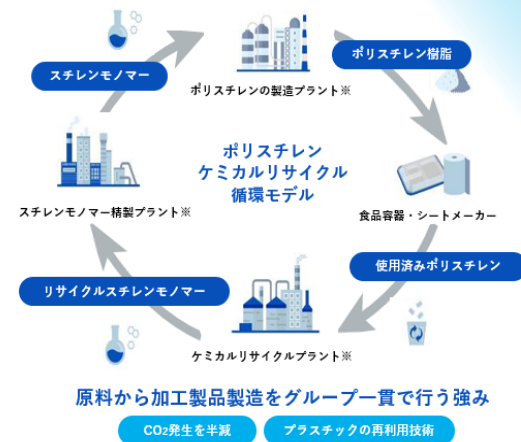 スチレンモノマー
ポリスチレン樹脂
ポリスチレンの製造プラント※
ポリスチレン
ケミカルリサイクル
循環モデル
スチレンモノマー精製プラント※
食品容器・シートメーカー
使用済みポリスチレン
リサイクルスチレンモノマー
ケミカルリサイクルプラント※
原料から加工製品製造をグループ一貫で行う強み
CO2発生を半減
プラスチックの再利用技術